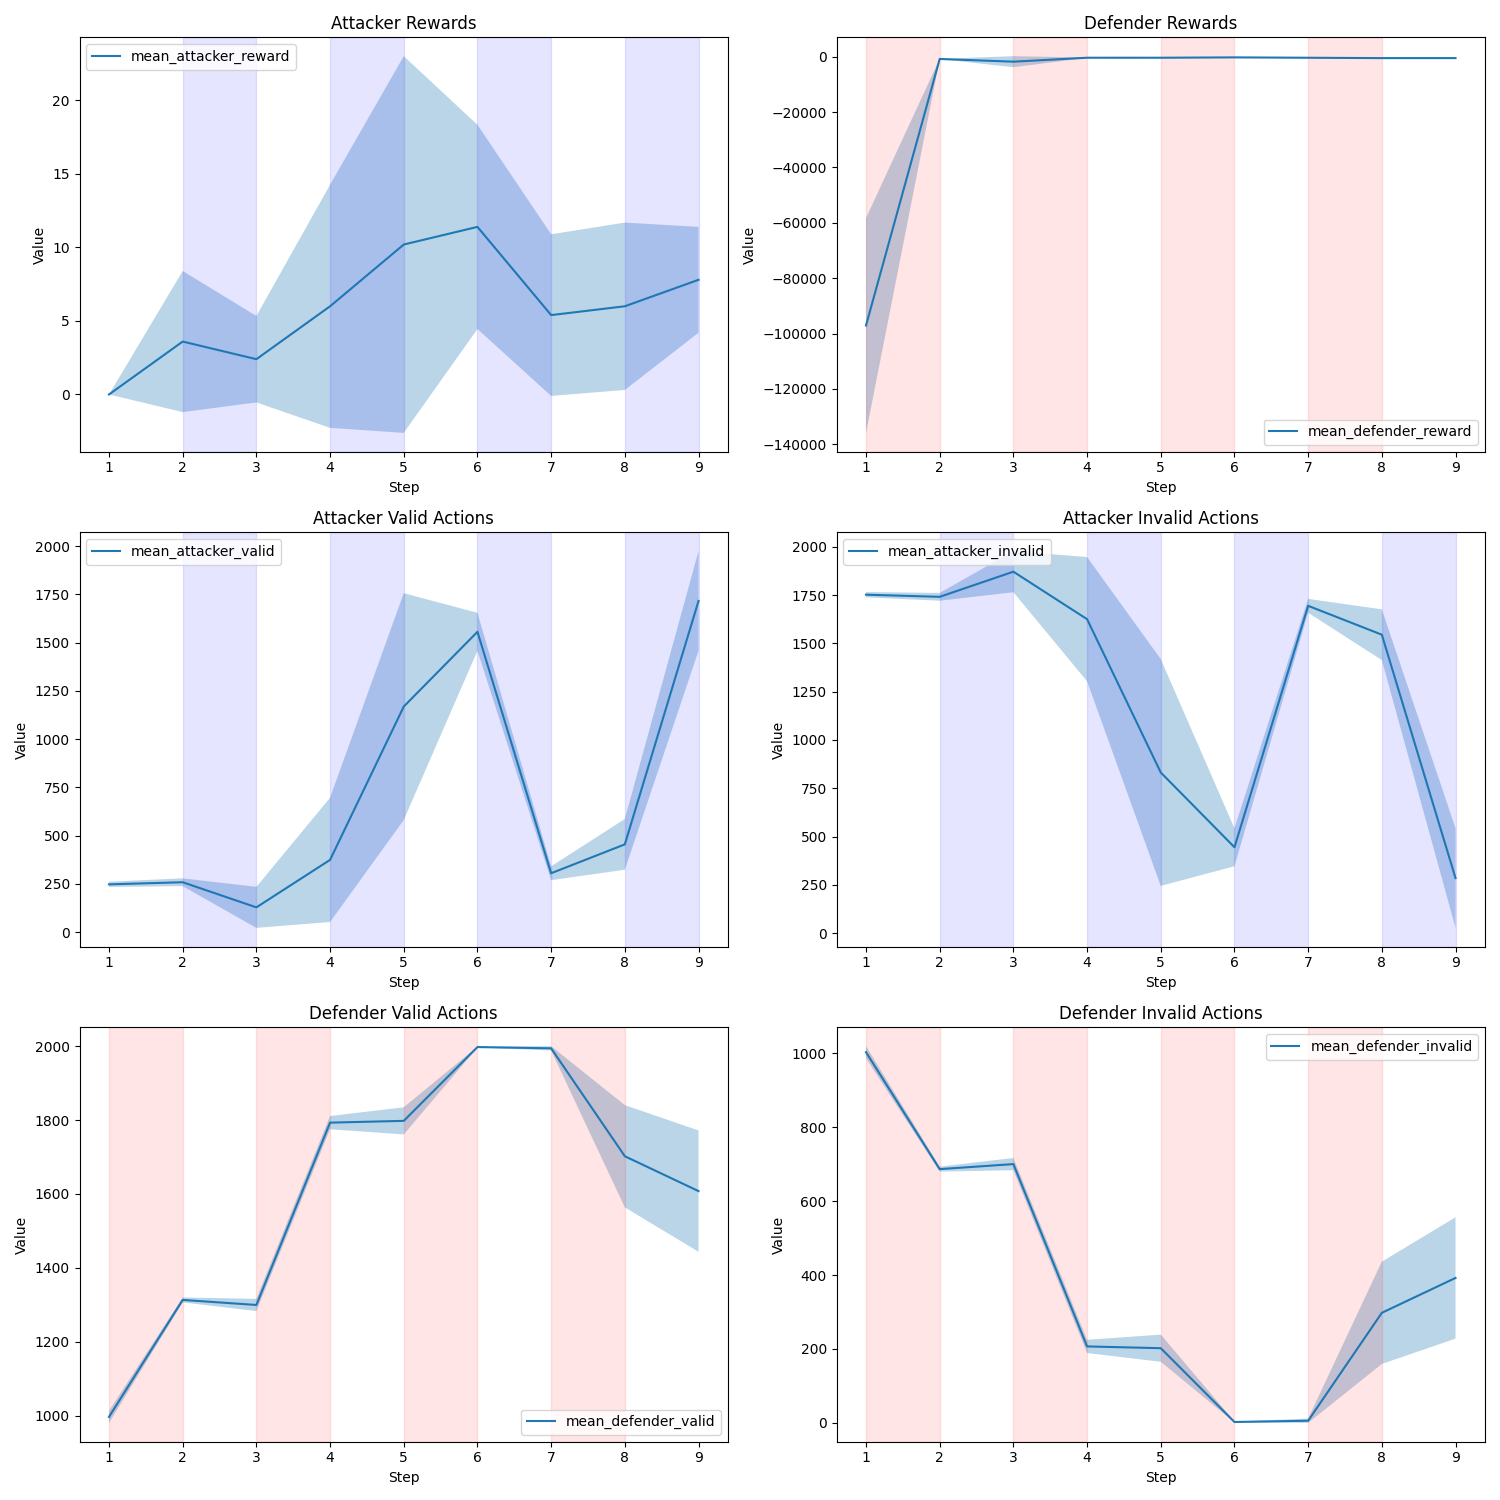 Attacker Rewards
mean_attacker_reward
20
15
10
5
0
Value
1 2 3 4 5 6 7 8 9
Step
Defender Rewards
0
−20000
−40000
−60000
−80000
−100000
−120000
−140000
Value
mean_defender_reward
1 2 3 4 5 6 7 8 9
Step
Attacker Valid Actions
mean_attacker_valid
2000
1750
1500
1250
1000
750
500
250
0
Value
1 2 3 4 5 6 7 8 9
Step
Attacker Invalid Actions
mean_attacker_invalid
2000
1750
1500
1250
1000
750
500
250
0
Value
1 2 3 4 5 6 7 8 9
Step
Defender Valid Actions
2000
1800
1600
1400
1200
1000
Value
mean_defender_valid
1 2 3 4 5 6 7 8 9
Step
Defender Invalid Actions
mean_defender_invalid
1000
800
600
400
200
0
Value
1 2 3 4 5 6 7 8 9
Step